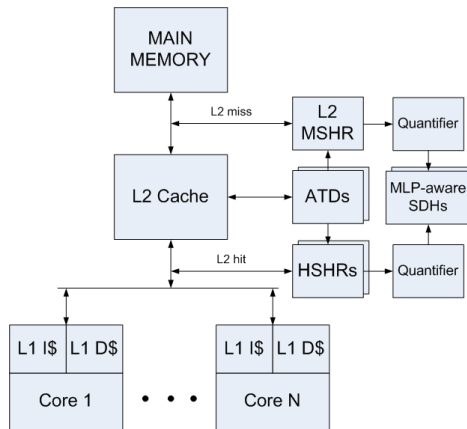 MAIN
MEMORY
L2 miss
L2
MSHR
Quantifier
L2 Cache
ATDs
MLP-aware
SDHs
L2 hit
HSHRs
Quantifier
L1 I$ L1 D$
L1 I$ L1 D$
Core 1
Core N